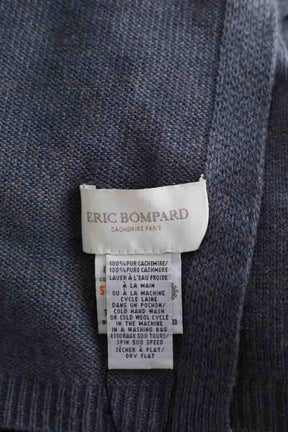 ERIC BOMPARD
CACHEMIRE PARIS
100% PUR CACHEMIRE/
100% PURE CASHMERE
LAVER À L'EAU FROIDE
À LA MAIN
OU À LA MACHINE
CYCLE LAINE
DANS UN POCHON/
COLD HAND WASH
OR COLD WOOL CYCLE
IN THE MACHINE
IN A WASHING BAG
ESSORAGE 500 TOURS/
SPIN 500 SPEED
SÉCHER À PLAT/
DRY FLAT